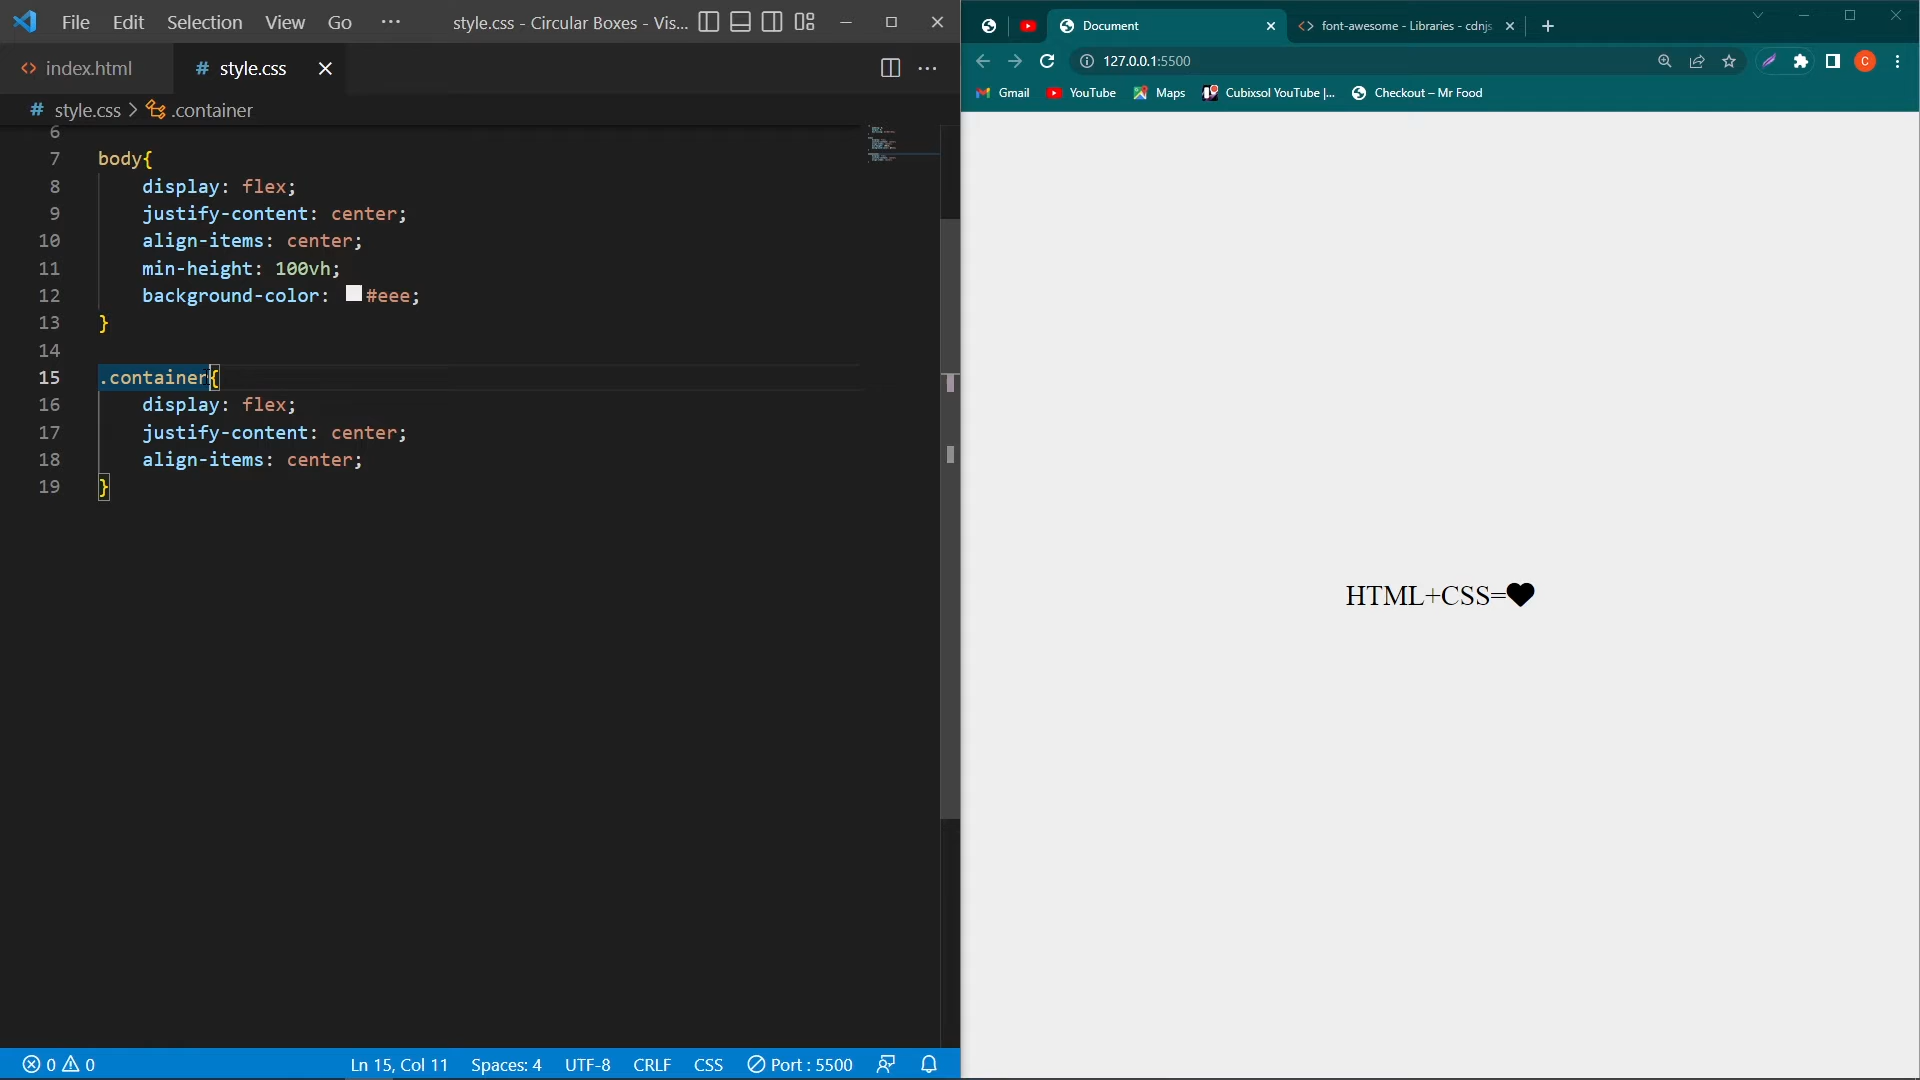 File Edit Selection View Go ··· style.css - Circular Boxes - Vis...
index.html # style.css
# style.css > .container
6
7 body{
8 display: flex;
9 justify-content: center;
10 align-items: center;
11 min-height: 100vh;
12 background-color: #eee;
13 }
14
15 .container{
16 display: flex;
17 justify-content: center;
18 align-items: center;
19 }
0 0 Ln 15, Col 11 Spaces: 4 UTF-8 CRLF CSS Port : 5500
Document font-awesome - Libraries - cdnjs
127.0.0.1:5500 C
Gmail YouTube Maps Cubixsol YouTube |... Checkout – Mr Food
HTML+CSS=